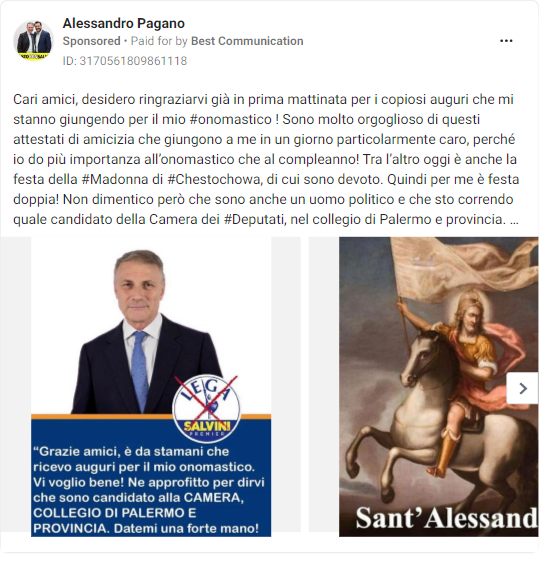 Alessandro Pagano
Sponsored • Paid for by Best Communication
ID: 3170561809861118
Cari amici, desidero ringraziarvi già in prima mattinata per i copiosi auguri che mi
stanno giungendo per il mio #onomastico ! Sono molto orgoglioso di questi
attestati di amicizia che giungono a me in un giorno particolarmente caro, perché
io do più importanza all'onomastico che al compleanno! Tra l'altro oggi è anche la
festa della #Madonna di #Chestochowa, di cui sono devoto. Quindi per me è festa
doppia! Non dimentico però che sono anche un uomo politico e che sto correndo
quale candidato della Camera dei #Deputati, nel collegio di Palermo e provincia. ...
LEGA
SALVINI
PREMIER
“Grazie amici, è da stamani che
ricevo auguri per il mio onomastico.
Vi voglio bene! Ne approfitto per dirvi
che sono candidato alla CAMERA,
COLLEGIO DI PALERMO E
PROVINCIA. Datemi una forte mano!
Sant'Alessand